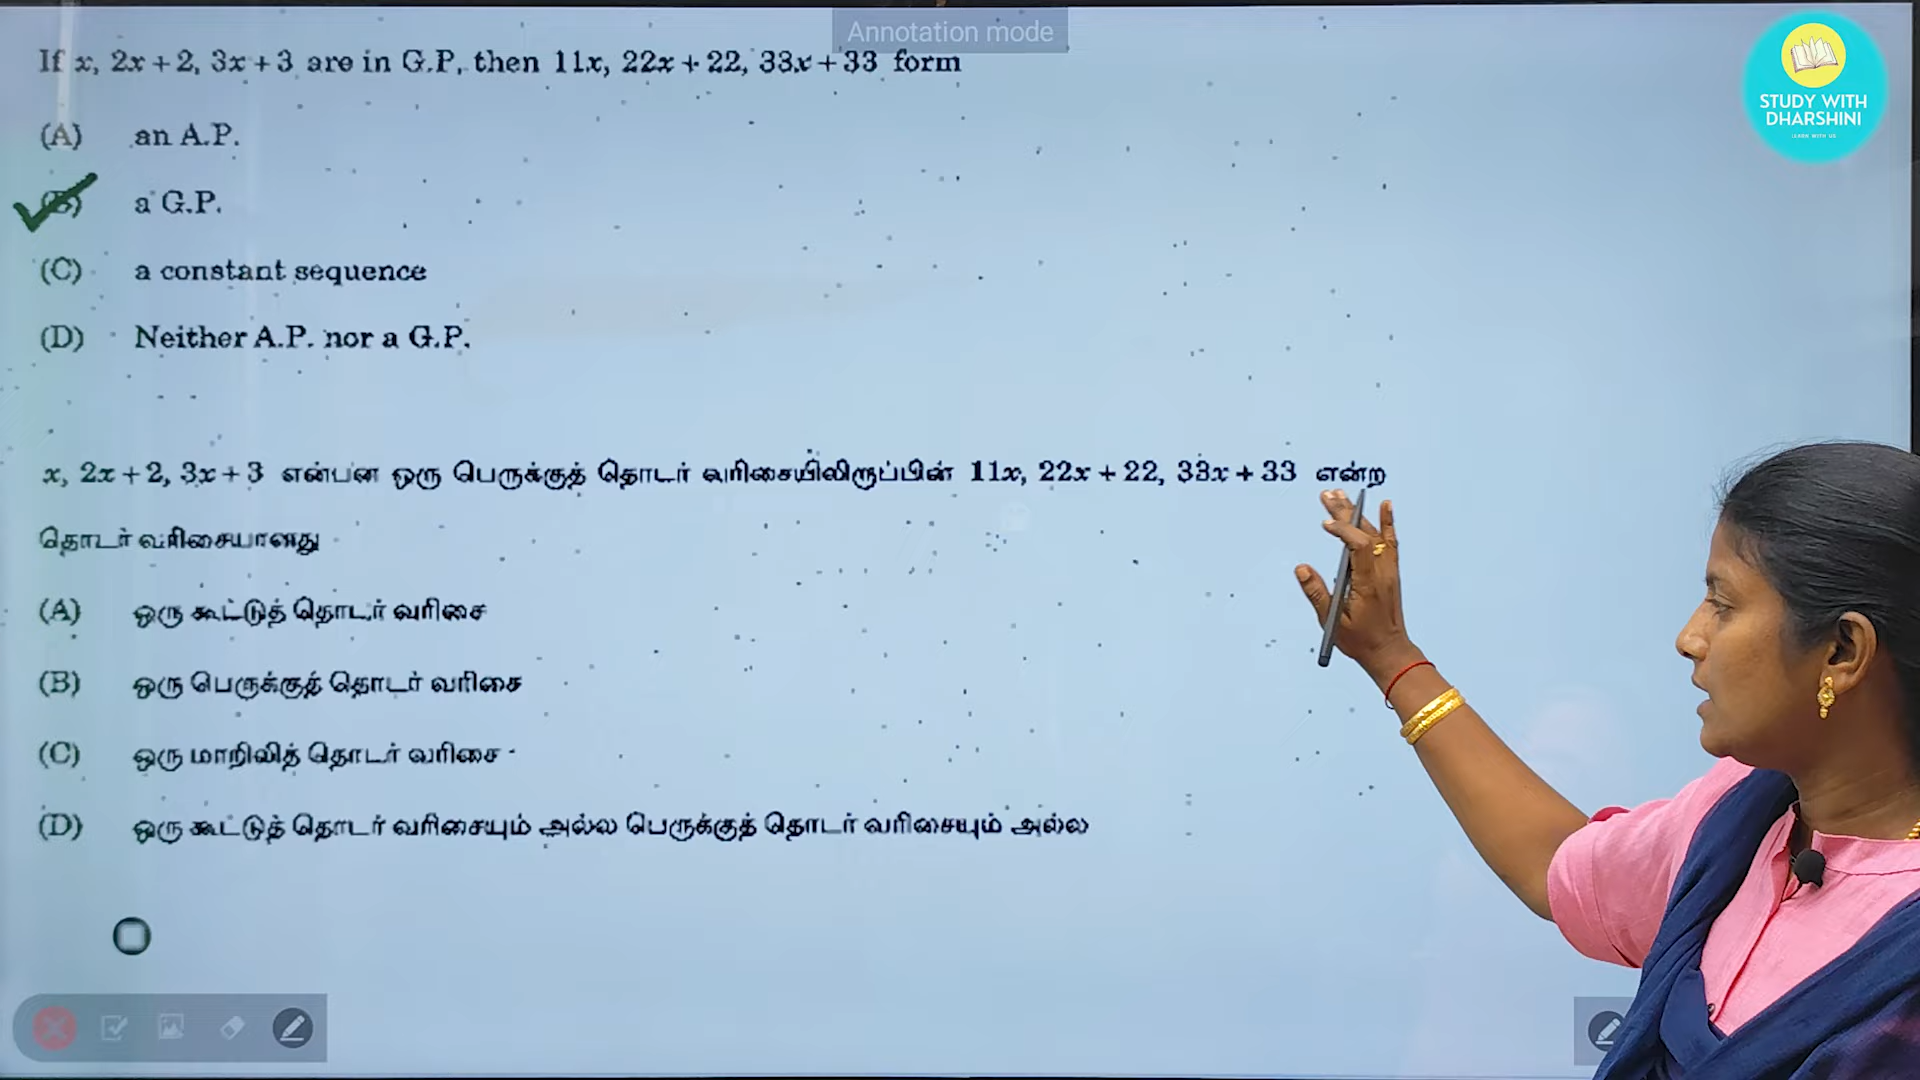 Annotation mode
If x, 2x + 2, 3x + 3 are in G.P. then 11x, 22x + 22, 33x + 33 form
(A) an A.P.
(B) a G.P.
(C) a constant sequence
(D) Neither A.P. nor a G.P.
x, 2x + 2, 3x + 3 என்பன ஒரு பெருக்குத் தொடர் வரிசையிலிருப்பின் 11x, 22x + 22, 33x + 33 என்ற
தொடர் வரிசையானது
(A) ஒரு கூட்டுத் தொடர் வரிசை
(B) ஒரு பெருக்குத் தொடர் வரிசை
(C) ஒரு மாறிலித் தொடர் வரிசை
(D) ஒரு கூட்டுத் தொடர் வரிசையும் அல்ல பெருக்குத் தொடர் வரிசையும் அல்ல
STUDY WITH
DHARSHINI
LEARN WITH US